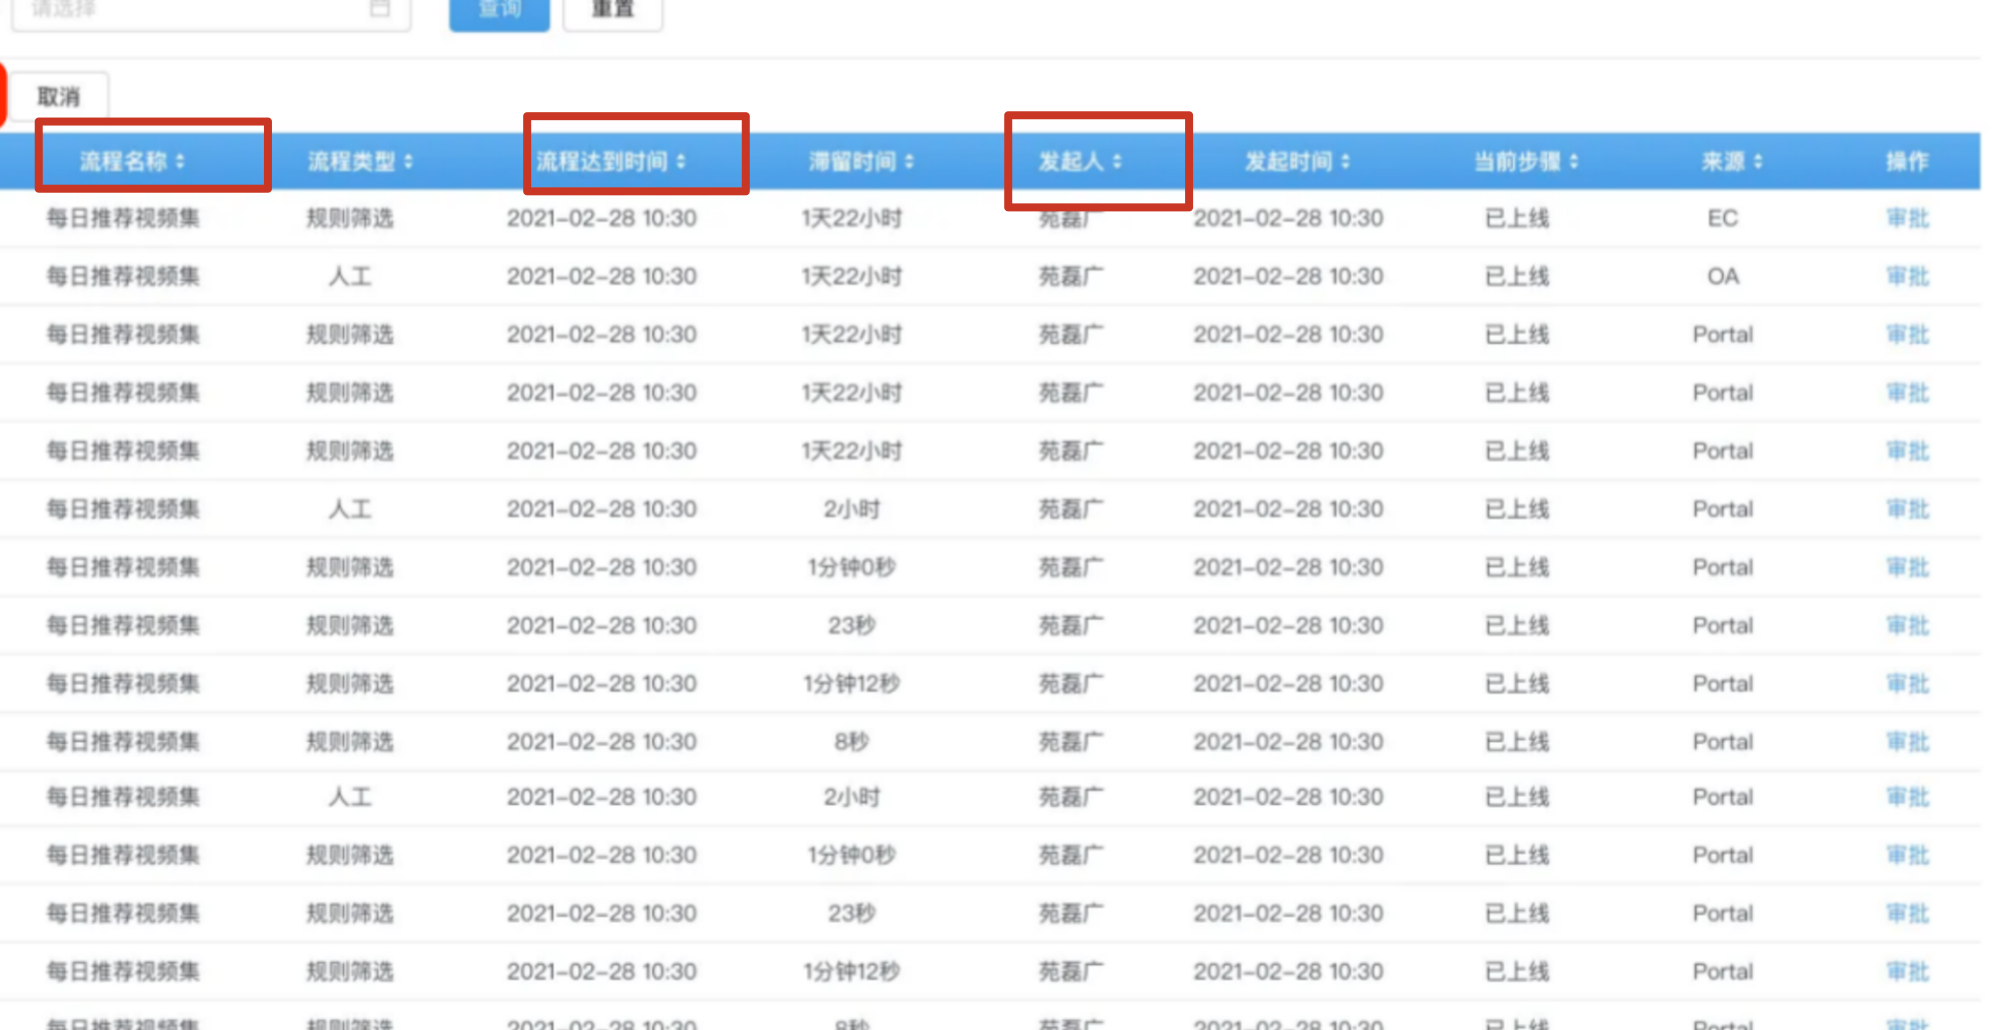 请选择 查询 重置
取消
流程名称 流程类型 流程达到时间 滞留时间 发起人 发起时间 当前步骤 来源 操作
每日推荐视频集 规则筛选 2021-02-28 10:30 1天22小时 苑磊广 2021-02-28 10:30 已上线 EC 审批
每日推荐视频集 人工 2021-02-28 10:30 1天22小时 苑磊广 2021-02-28 10:30 已上线 OA 审批
每日推荐视频集 规则筛选 2021-02-28 10:30 1天22小时 苑磊广 2021-02-28 10:30 已上线 Portal 审批
每日推荐视频集 规则筛选 2021-02-28 10:30 1天22小时 苑磊广 2021-02-28 10:30 已上线 Portal 审批
每日推荐视频集 规则筛选 2021-02-28 10:30 1天22小时 苑磊广 2021-02-28 10:30 已上线 Portal 审批
每日推荐视频集 人工 2021-02-28 10:30 2小时 苑磊广 2021-02-28 10:30 已上线 Portal 审批
每日推荐视频集 规则筛选 2021-02-28 10:30 1分钟0秒 苑磊广 2021-02-28 10:30 已上线 Portal 审批
每日推荐视频集 规则筛选 2021-02-28 10:30 23秒 苑磊广 2021-02-28 10:30 已上线 Portal 审批
每日推荐视频集 规则筛选 2021-02-28 10:30 1分钟12秒 苑磊广 2021-02-28 10:30 已上线 Portal 审批
每日推荐视频集 规则筛选 2021-02-28 10:30 8秒 苑磊广 2021-02-28 10:30 已上线 Portal 审批
每日推荐视频集 人工 2021-02-28 10:30 2小时 苑磊广 2021-02-28 10:30 已上线 Portal 审批
每日推荐视频集 规则筛选 2021-02-28 10:30 1分钟0秒 苑磊广 2021-02-28 10:30 已上线 Portal 审批
每日推荐视频集 规则筛选 2021-02-28 10:30 23秒 苑磊广 2021-02-28 10:30 已上线 Portal 审批
每日推荐视频集 规则筛选 2021-02-28 10:30 1分钟12秒 苑磊广 2021-02-28 10:30 已上线 Portal 审批
每日推荐视频集 规则筛选 2021-02-28 10:30 8秒 苑磊广 2021-02-28 10:30 已上线 Portal 审批